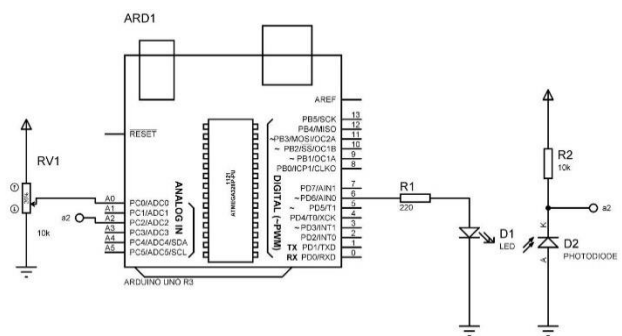 ARD1
RESET
AREF
RV1
10k
a2
A0
A1
A2
A3
A4
A5
PC0/ADC0
PC1/ADC1
PC2/ADC2
PC3/ADC3
PC4/ADC4/SDA
PC5/ADC5/SCL
ANALOG IN
1121
ATMEGA328P-PU
DIGITAL (~PWM)
PB5/SCK 13
PB4/MISO 12
~PB3/MOSI/OC2A 11
~ PB2/SS/OC1B 10
~ PB1/OC1A 9
PB0/ICP1/CLKO 8
PD7/AIN1 7
~ PD6/AIN0 6
~ PD5/T1 5
PD4/T0/XCK 4
~ PD3/INT1 3
PD2/INT0 2
TX PD1/TXD 1
RX PD0/RXD 0
ARDUINO UNO R3
R1
220
D1
LED
R2
10k
a2
K
D2
A
PHOTODIODE